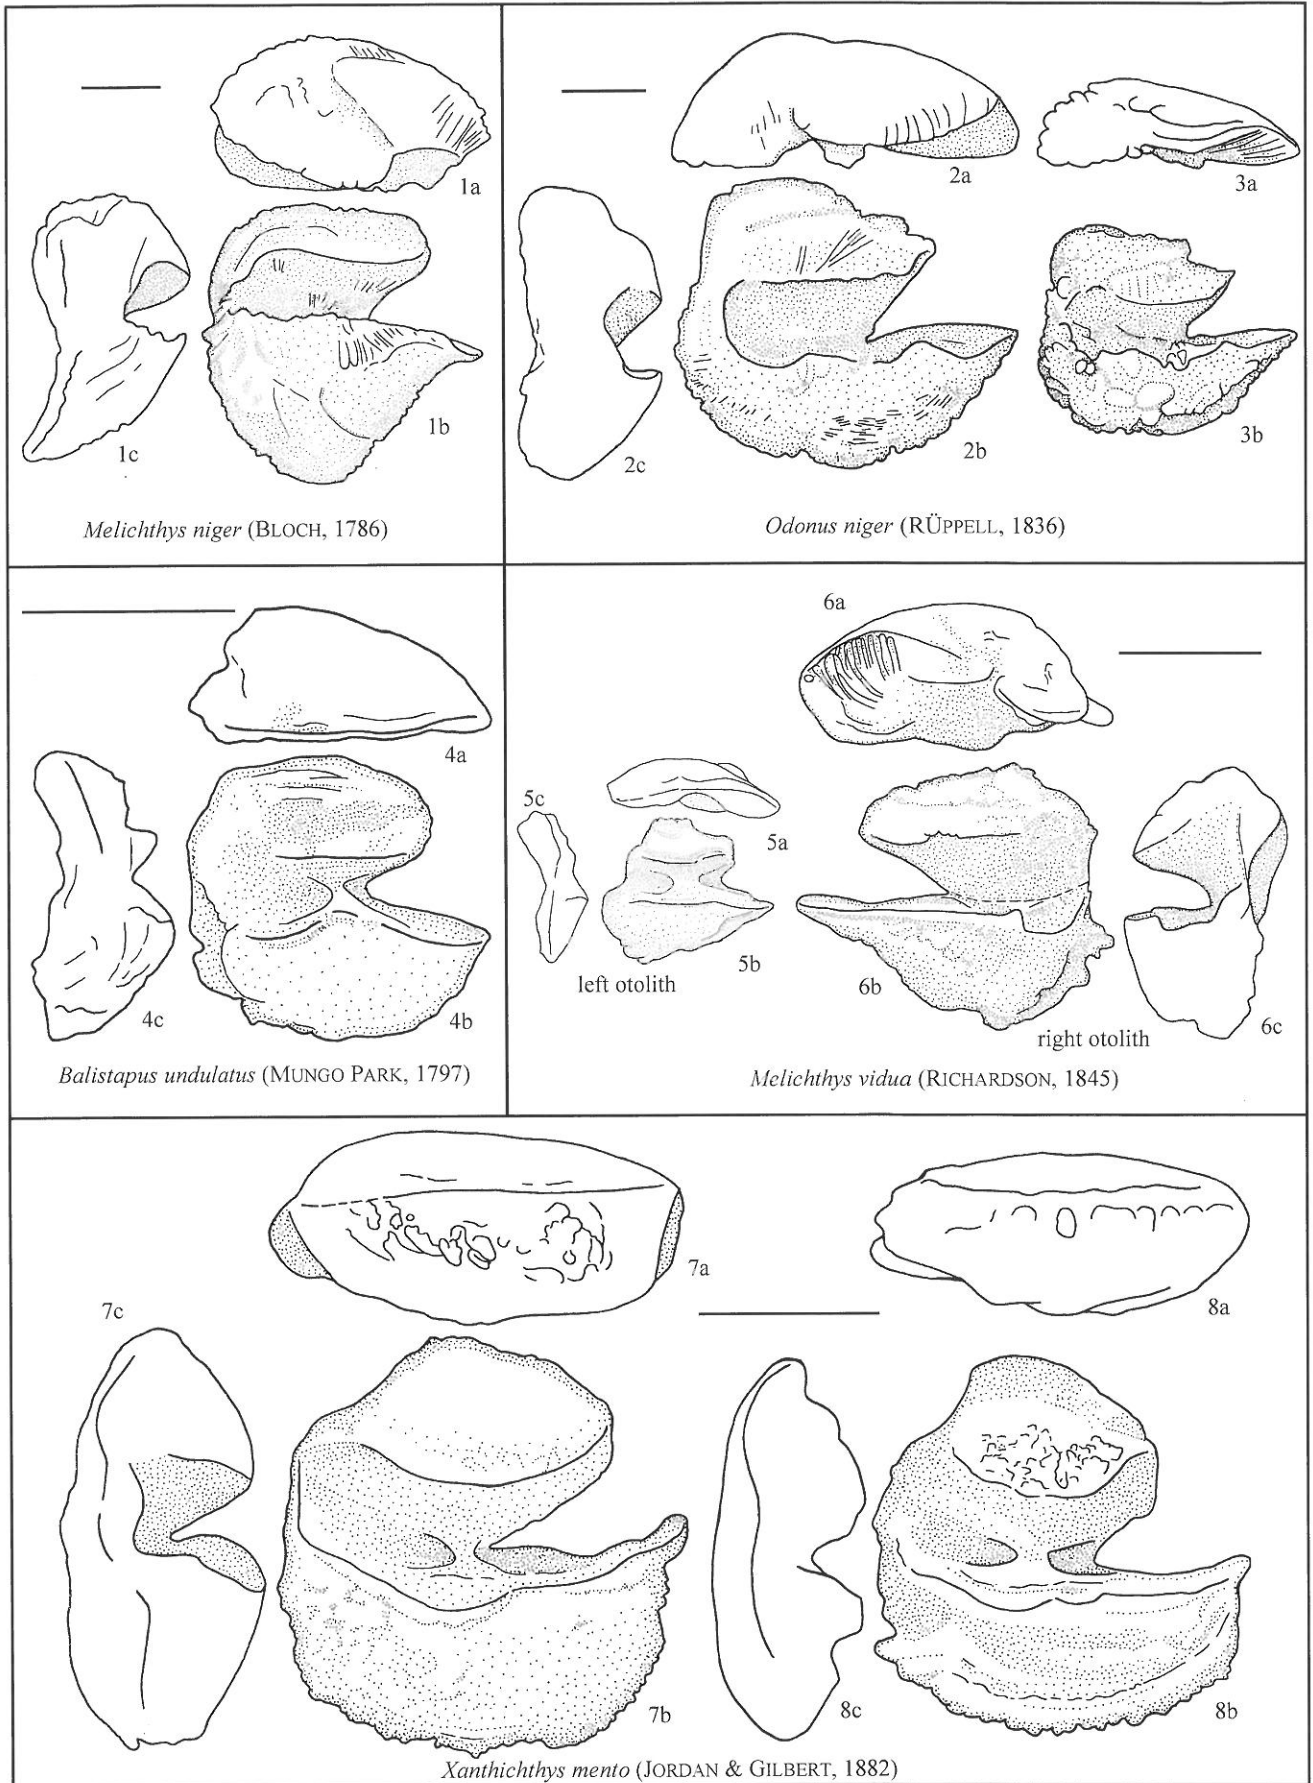 1a
1b
1c
Melichthys niger (BLOCH, 1786)
2a
3a
2b
3b
2c
Odonus niger (RÜPPELL, 1836)
4a
4c
4b
Balistapus undulatus (MUNGO PARK, 1797)
6a
5c
5a
5b
left otolith
6b
6c
right otolith
Melichthys vidua (RICHARDSON, 1845)
7a
7c
7b
8a
8c
8b
Xanthichthys mento (JORDAN & GILBERT, 1882)